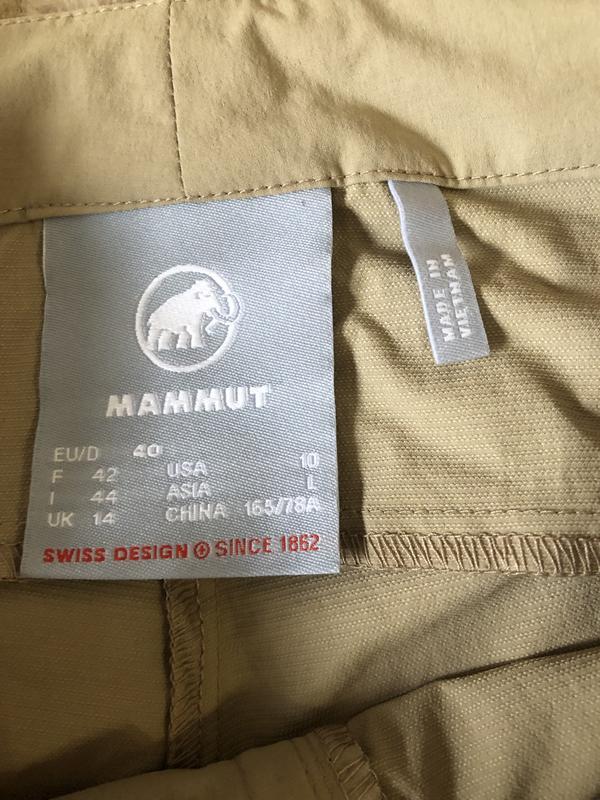 MAMMUT
EU/D 40
F 42 USA 10
I 44 ASIA L
UK 14 CHINA 165/78A
SWISS DESIGN SINCE 1862
MADE IN
VIETNAM